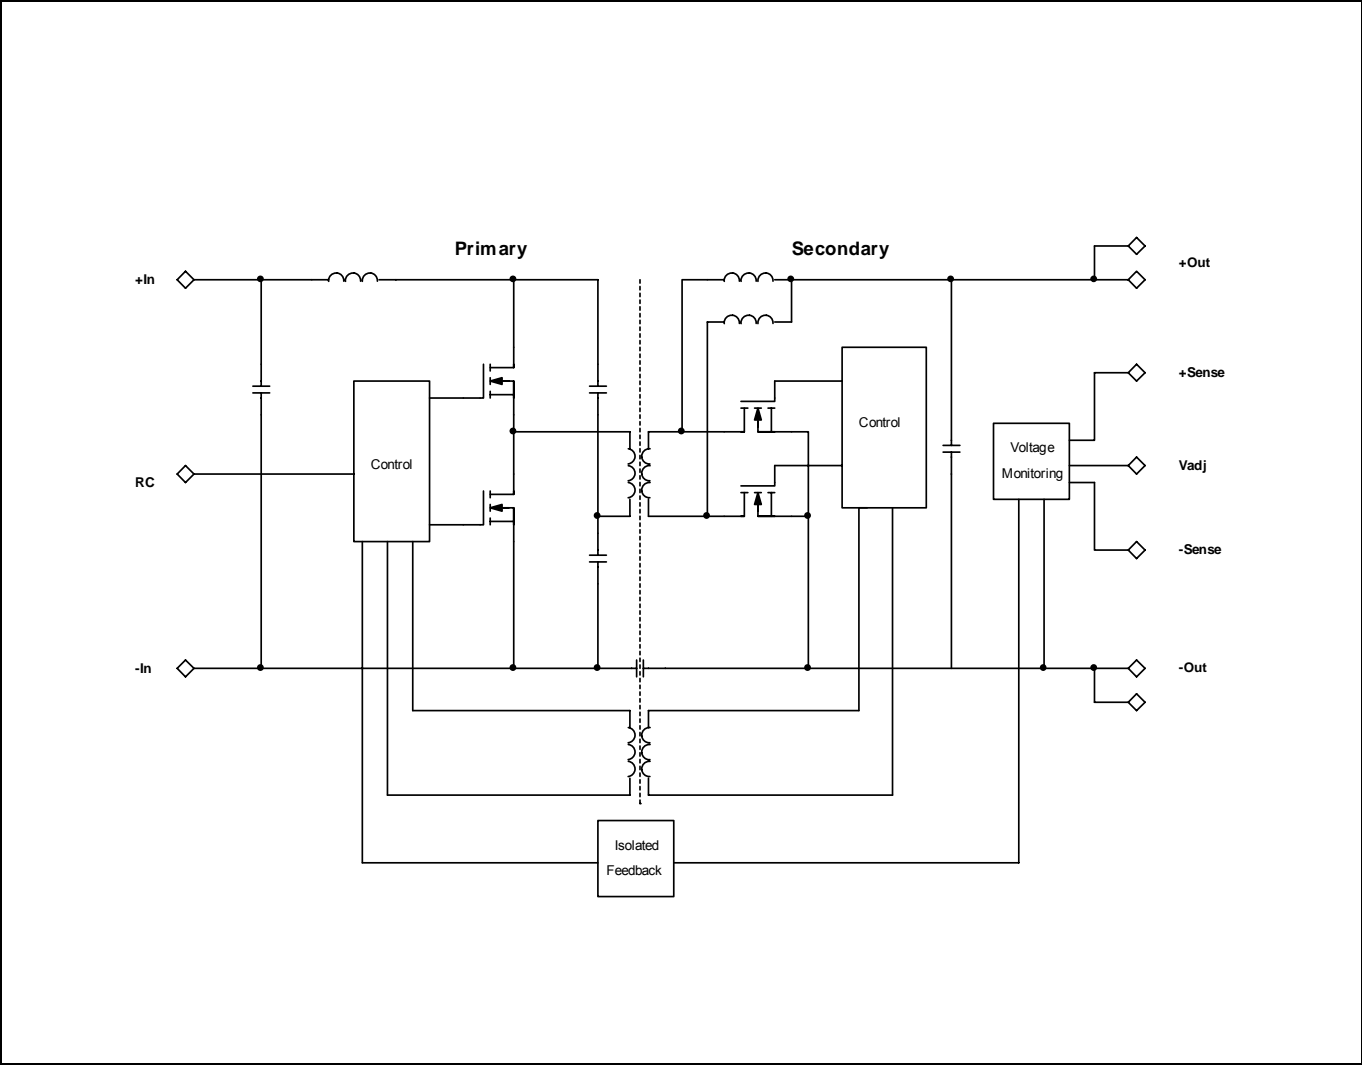 Primary
Secondary
+In
+Out
+Sense
Control
Control
Voltage
Monitoring
Vadj
RC
-Sense
-In
-Out
Isolated
Feedback